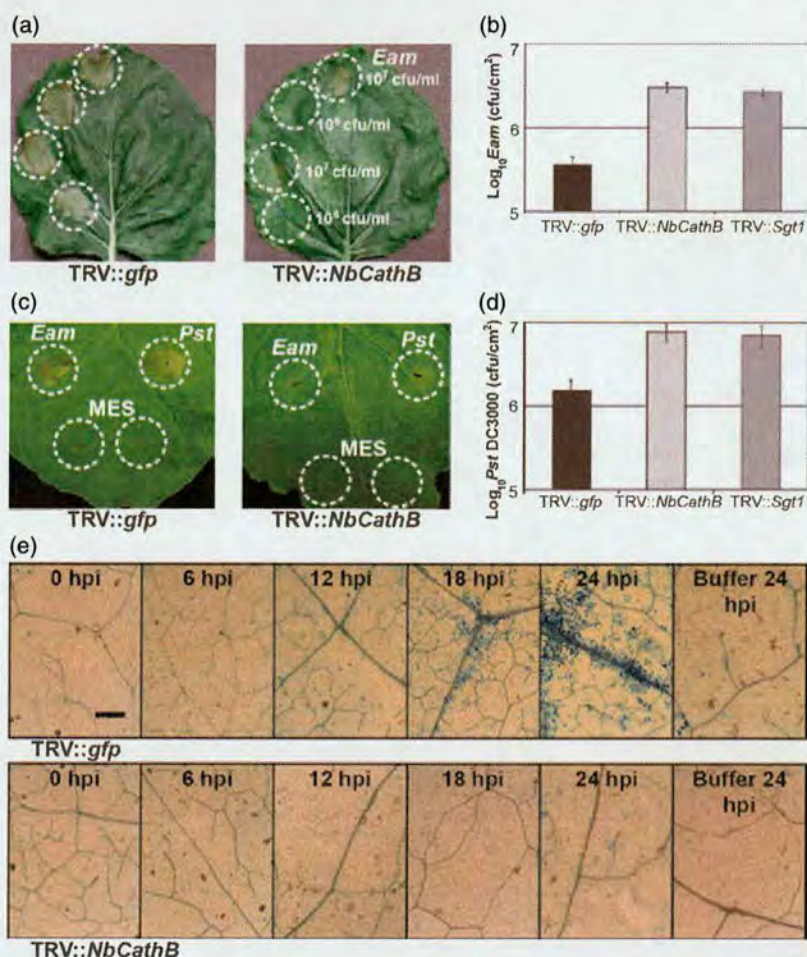 (a)
Eam
10⁷ cfu/ml
cfu/ml
10⁷ cfu/ml
cfu/ml
TRV::gfp
TRV::NbCathB
(b)
Log₁₀Eam (cfu/cm²)
7
6
5
TRV::gfp TRV::NbCathB TRV::Sgt1
(c)
Eam Pst
MES
TRV::gfp
Eam Pst
MES
TRV::NbCathB
(d)
Log₁₀Pst DC3000 (cfu/cm²)
7
6
5
TRV::gfp TRV::NbCathB TRV::Sgt1
(e)
0 hpi 6 hpi 12 hpi 18 hpi 24 hpi Buffer 24
hpi
TRV::gfp
0 hpi 6 hpi 12 hpi 18 hpi 24 hpi Buffer 24
hpi
TRV::NbCathB